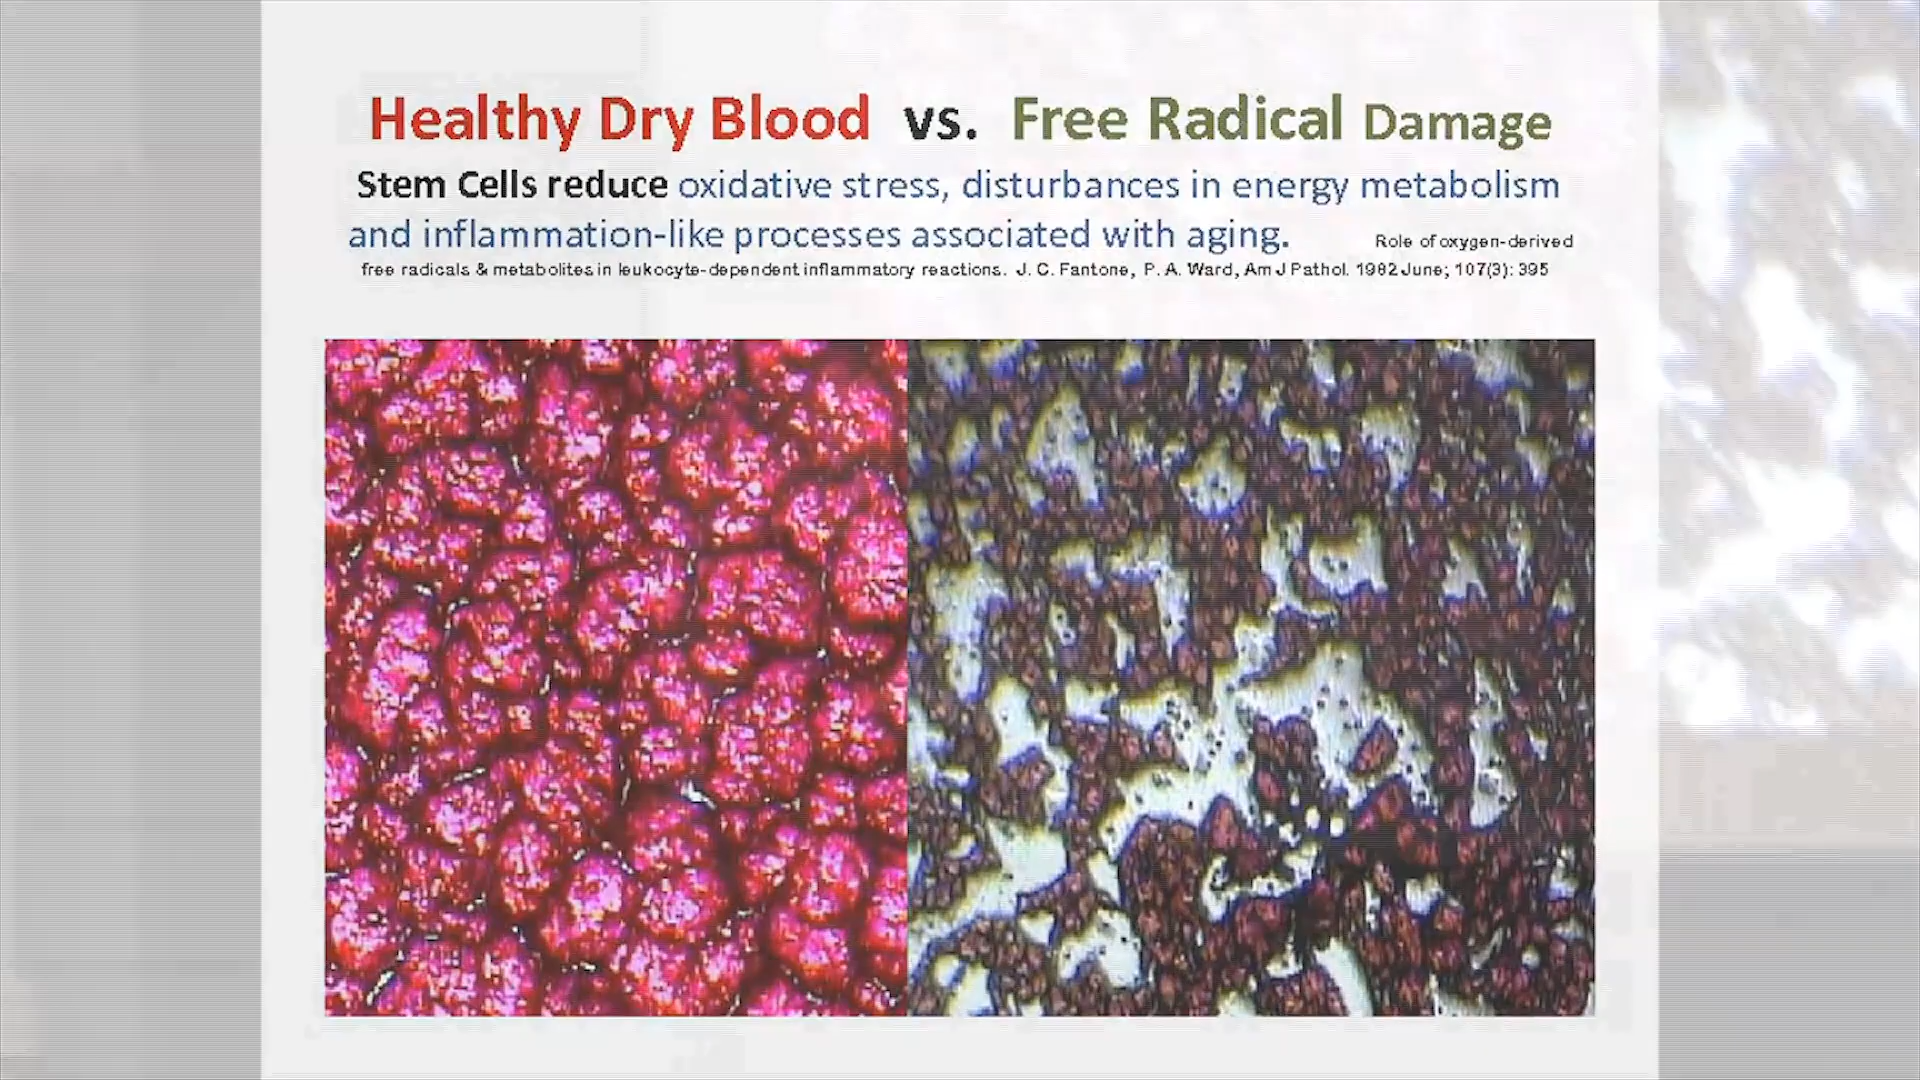 Healthy Dry Blood vs. Free Radical Damage
Stem Cells reduce oxidative stress, disturbances in energy metabolism
and inflammation-like processes associated with aging. Role of oxygen-derived
free radicals & metabolites in leukocyte-dependent inflammatory reactions. J. C. Fantone, P. A. Ward, Am J Pathol. 1982 June; 107(3): 395